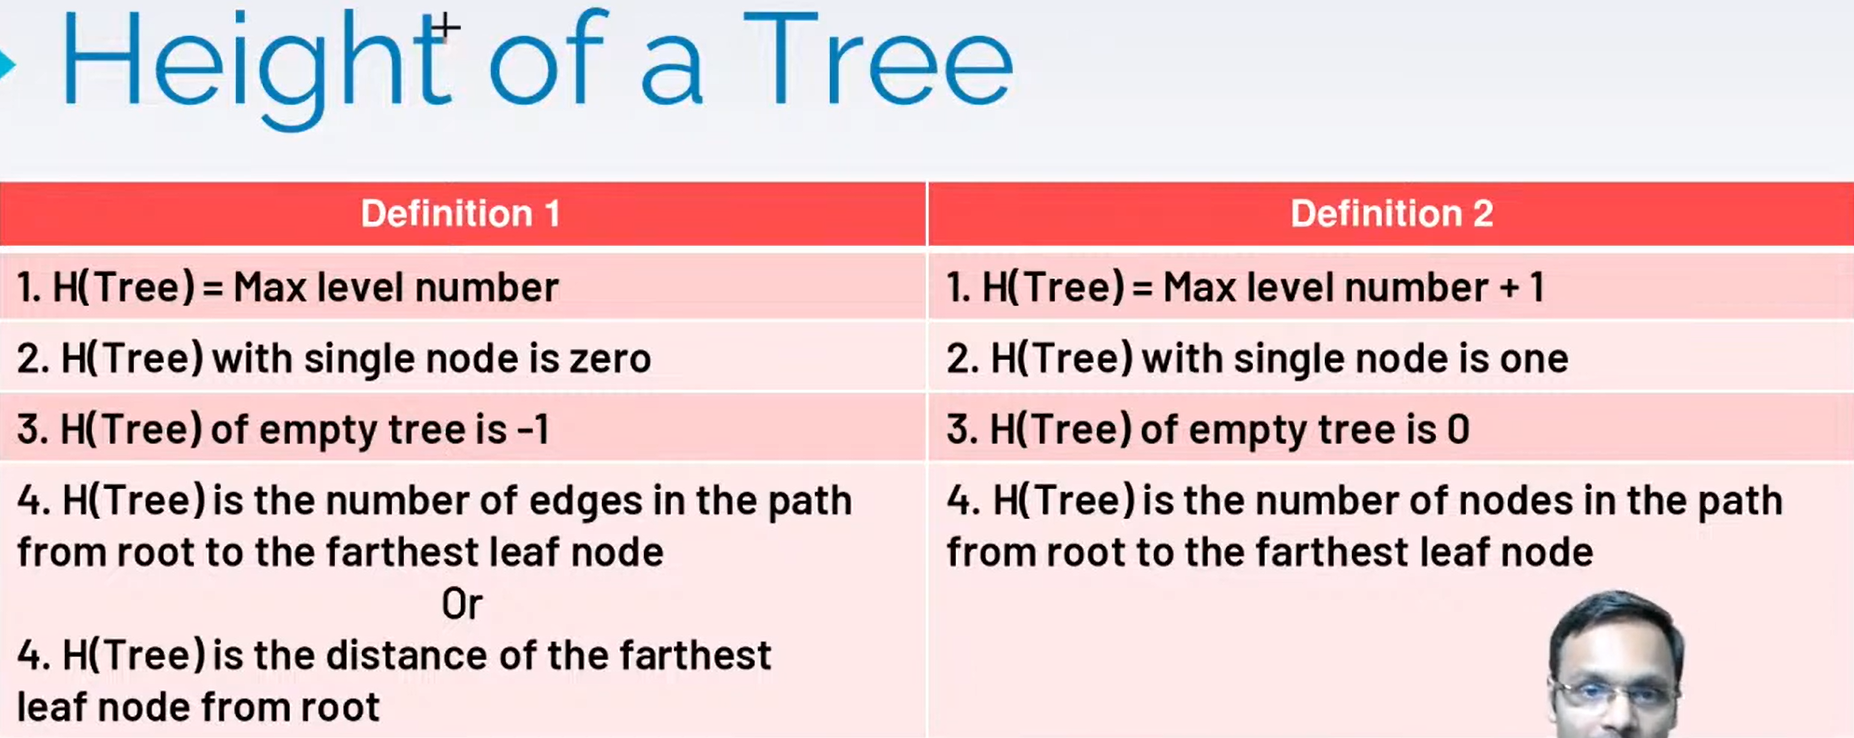 Height of a Tree
Definition 1
Definition 2
1. H(Tree) = Max level number
1. H(Tree) = Max level number + 1
2. H(Tree) with single node is zero
2. H(Tree) with single node is one
3. H(Tree) of empty tree is -1
3. H(Tree) of empty tree is 0
4. H(Tree) is the number of edges in the path
from root to the farthest leaf node
Or
4. H(Tree) is the distance of the farthest
leaf node from root
4. H(Tree) is the number of nodes in the path
from root to the farthest leaf node